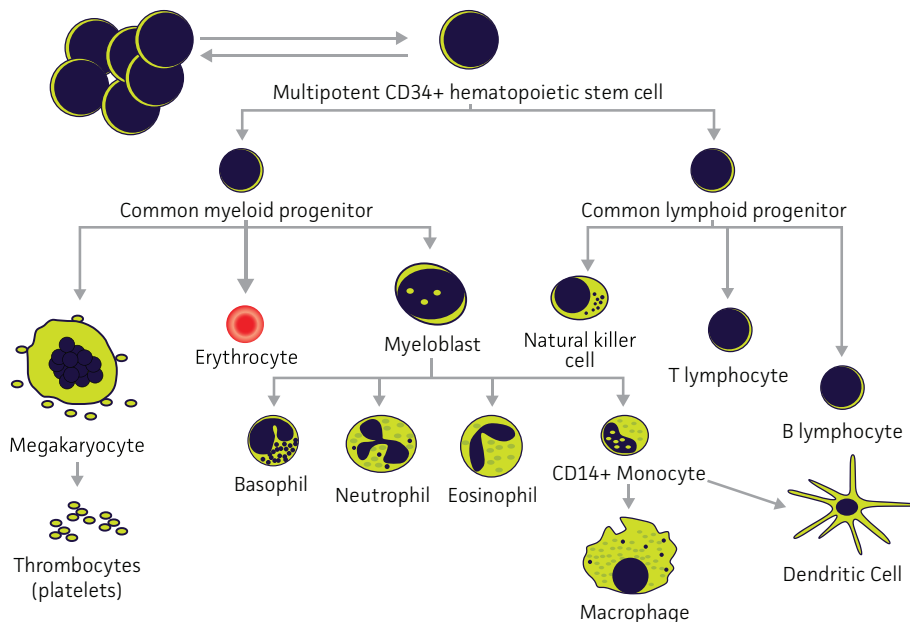 Multipotent CD34+ hematopoietic stem cell
Common myeloid progenitor
Common lymphoid progenitor
Erythrocyte
Myeloblast
Natural killer
cell
T lymphocyte
B lymphocyte
Megakaryocyte
Basophil
Neutrophil
Eosinophil
CD14+ Monocyte
Thrombocytes
(platelets)
Macrophage
Dendritic Cell